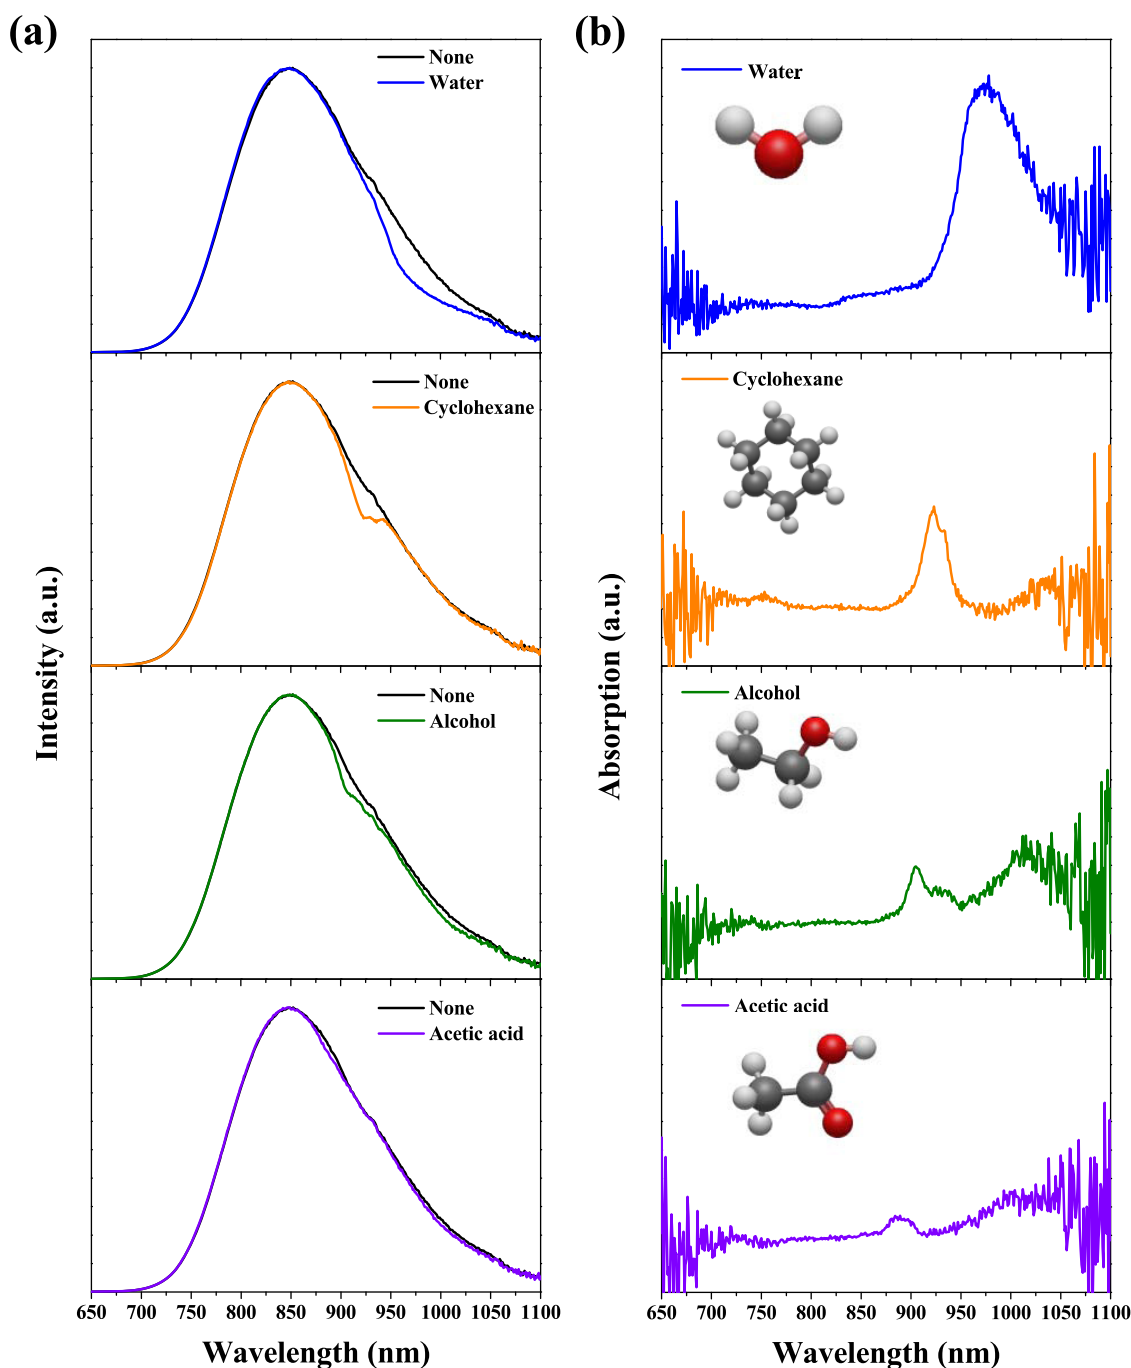 (a)
(b)
None
Water
None
Cyclohexane
None
Alcohol
None
Acetic acid
Intensity (a.u.)
650 700 750 800 850 900 950 1000 1050 1100
Wavelength (nm)
Water
Cyclohexane
Alcohol
Acetic acid
Absorption (a.u.)
650 700 750 800 850 900 950 1000 1050 1100
Wavelength (nm)